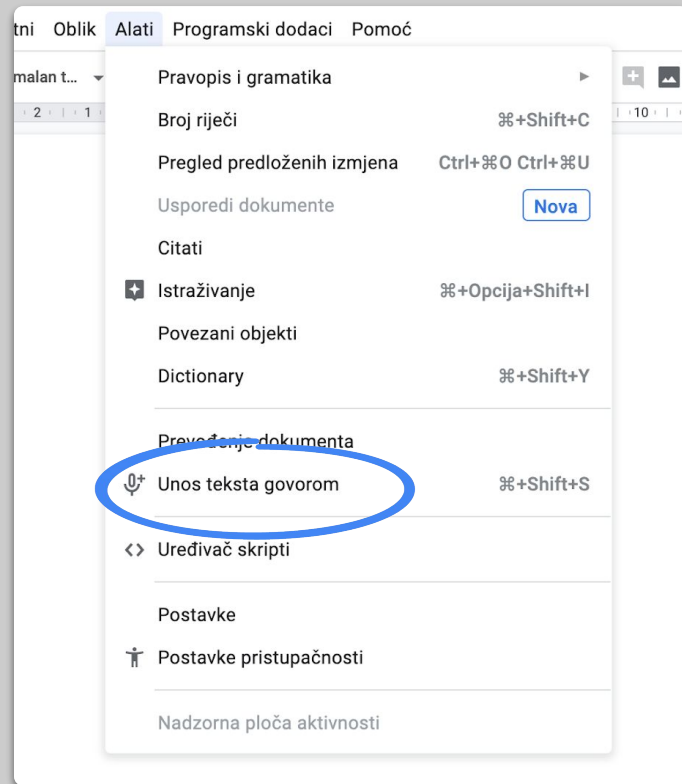 tni Oblik Alati Programski dodaci Pomoć
malan t...
2 1 10
Pravopis i gramatika
Broj riječi ⌘+Shift+C
Pregled predloženih izmjena Ctrl+⌘O Ctrl+⌘U
Usporedi dokumente Nova
Citati
Istraživanje ⌘+Opcija+Shift+I
Povezani objekti
Dictionary ⌘+Shift+Y
Prevođenje dokumenta
Unos teksta govorom ⌘+Shift+S
Uređivač skripti
Postavke
Postavke pristupačnosti
Nadzorna ploča aktivnosti